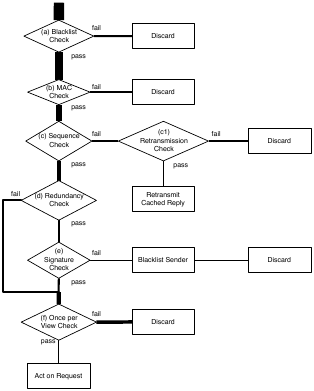 (a) Blacklist
Check
fail
Discard
pass
(b) MAC
Check
fail
Discard
pass
(c) Sequence
Check
fail
(c1)
Retransmission
Check
fail
Discard
pass
pass
Retransmit
Cached Reply
fail
(d) Redundancy
Check
pass
(e)
Signature
Check
fail
Blacklist Sender
Discard
pass
(f) Once per
View Check
fail
Discard
pass
Act on Request